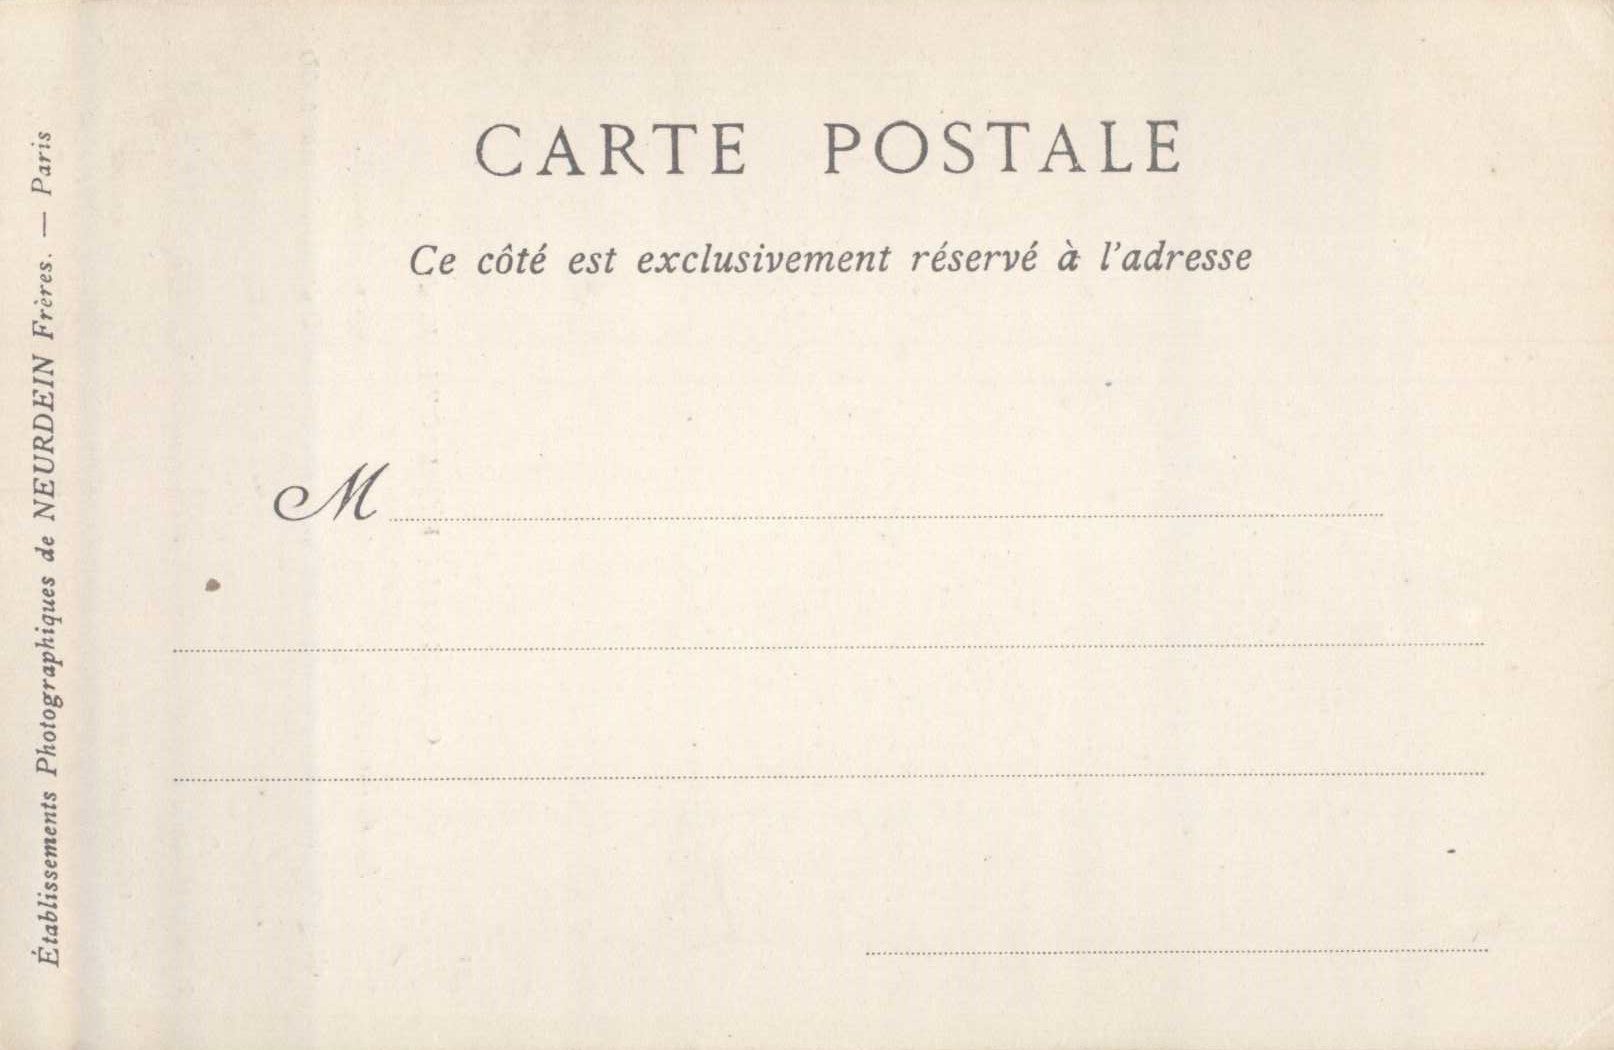 CARTE POSTALE
Ce côté est exclusivement réservé à l'adresse
M
Établissements Photographiques de NEURDEIN Frères. — Paris